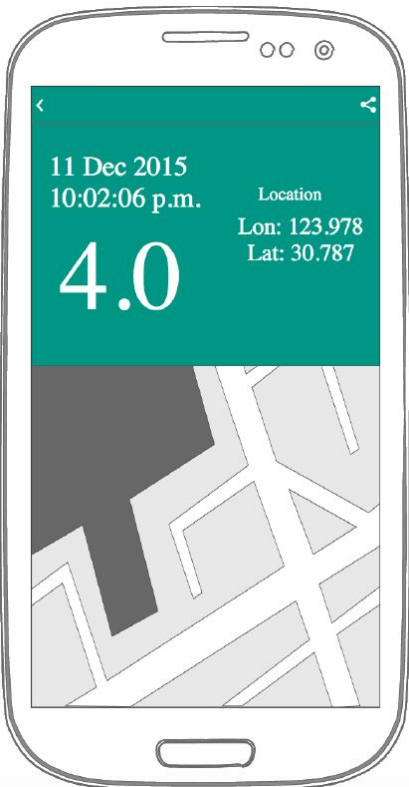 11 Dec 2015
10:02:06 p.m.
4.0
Location
Lon: 123.978
Lat: 30.787